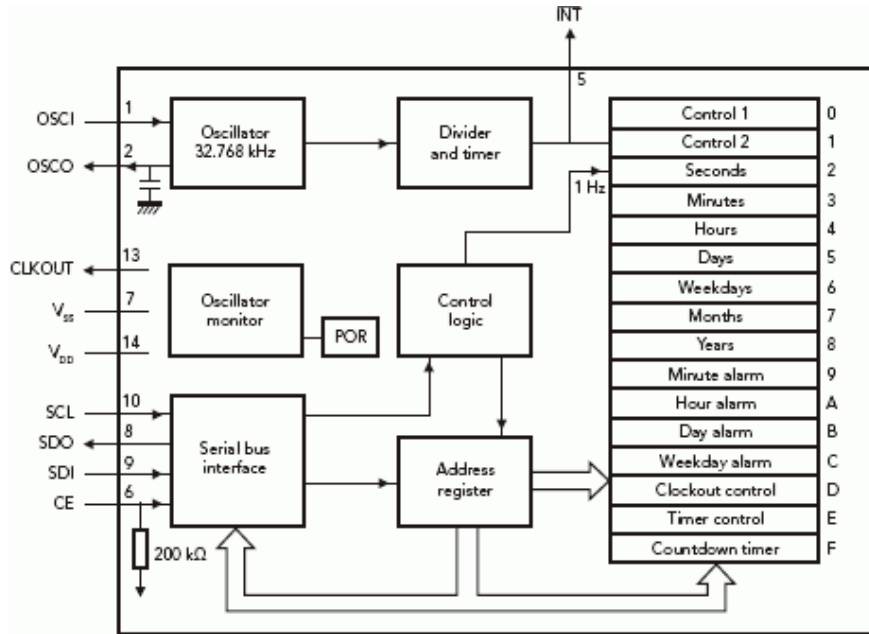 INT
5
OSCI
1
Oscillator
32.768 kHz
Divider
and timer
OSCO
2
1 Hz
CLKOUT
13
Oscillator
monitor
POR
Control
logic
VSS
7
VDD
14
SCL
10
SDO
8
SDI
9
CE
6
Serial bus
interface
Address
register
200 kΩ
Control 1 0
Control 2 1
Seconds 2
Minutes 3
Hours 4
Days 5
Weekdays 6
Months 7
Years 8
Minute alarm 9
Hour alarm A
Day alarm B
Weekday alarm C
Clockout control D
Timer control E
Countdown timer F